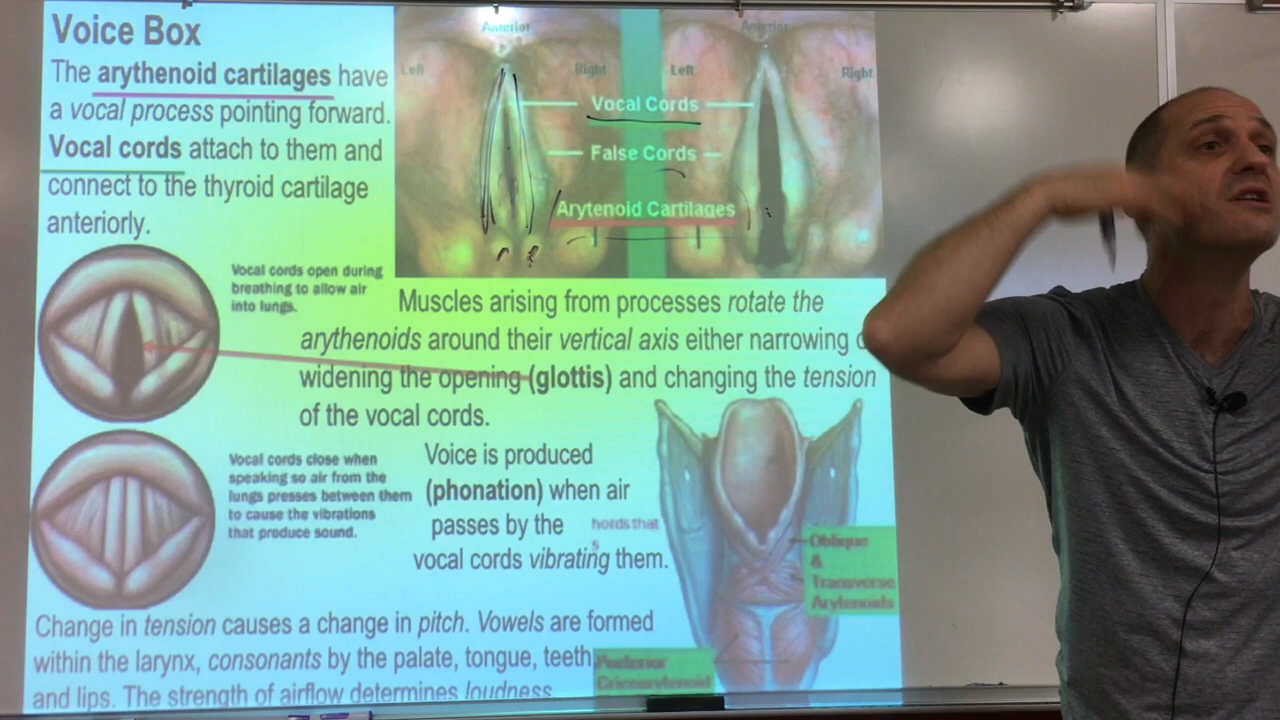 Voice Box
The arythenoid cartilages have
a vocal process pointing forward.
Vocal cords attach to them and
connect to the thyroid cartilage
anteriorly.
Anterior
Left
Right
Anterior
Left
Right
Vocal Cords
False Cords
Arytenoid Cartilages
Vocal cords open during
breathing to allow air
into lungs.
Muscles arising from processes rotate the
arythenoids around their vertical axis either narrowing
widening the opening (glottis) and changing the tension
of the vocal cords.
Vocal cords close when
speaking so air from the
lungs presses between them
to cause the vibrations
that produce sound.
Voice is produced
(phonation) when air
passes by the
hords that
s
vocal cords vibrating them.
Oblique
&
Transverse
Arytenoids
Posterior
Cricoarytenoid
Change in tension causes a change in pitch. Vowels are formed
within the larynx, consonants by the palate, tongue, teeth
and lips. The strength of airflow determines loudness.